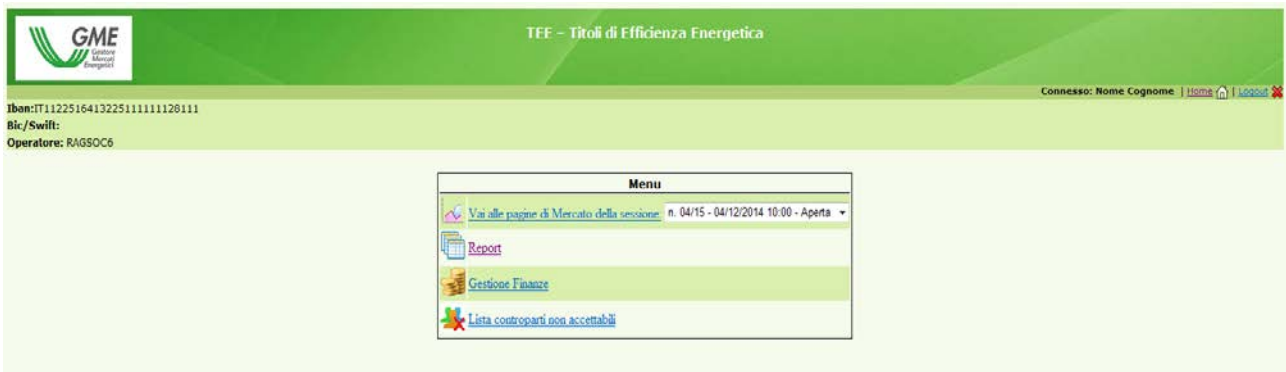 GME
Gestore
Mercati
Energetici
TEE – Titoli di Efficienza Energetica
Connesso: Nome Cognome | Home | Logout
Iban:IT1122516413225111111128111
Bic/Swift:
Operatore: RAGSOC6
Menu
Vai alle pagine di Mercato della sessione: n. 04/15 - 04/12/2014 10:00 - Aperta
Report
Gestione Finanze
Lista controparti non accettabili